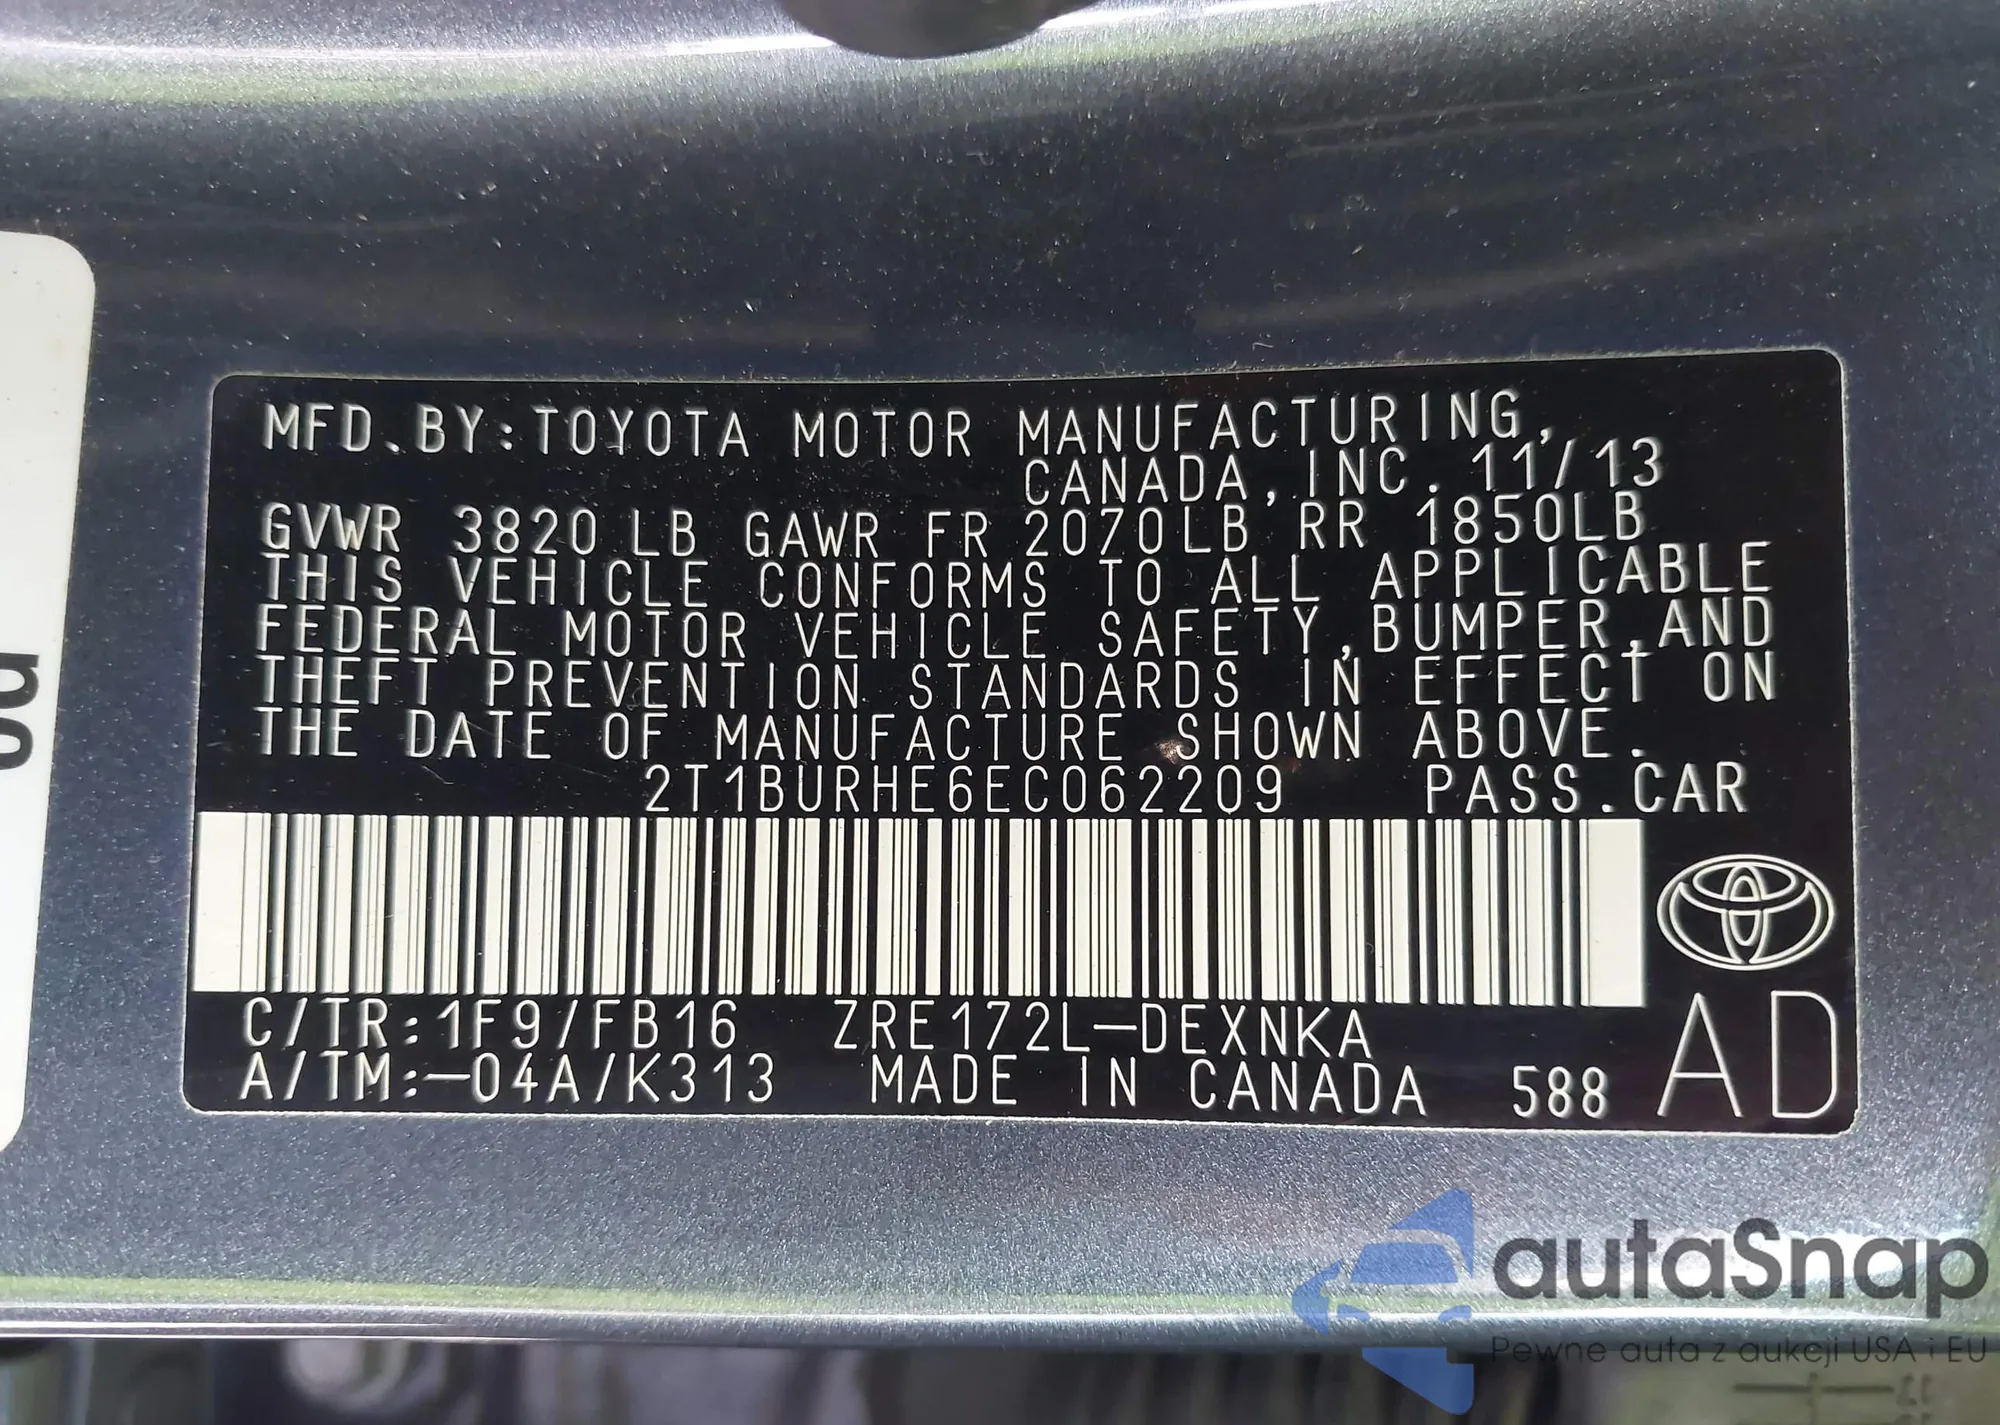 MFD.BY:TOYOTA MOTOR MANUFACTURING,
CANADA,INC. 11/13
GVWR 3820LB GAWR FR 2070LB RR 1850LB
THIS VEHICLE CONFORMS TO ALL APPLICABLE
FEDERAL MOTOR VEHICLE SAFETY,BUMPER,AND
THEFT PREVENTION STANDARDS IN EFFECT ON
THE DATE OF MANUFACTURE SHOWN ABOVE.
2T1BURHE6EC062209 PASS.CAR
C/TR:1F9/FB16 ZRE172L-DEXNKA
A/TM:-04A/K313 MADE IN CANADA 588
AD
autaSnap
Pewne auta z aukcji USA i EU